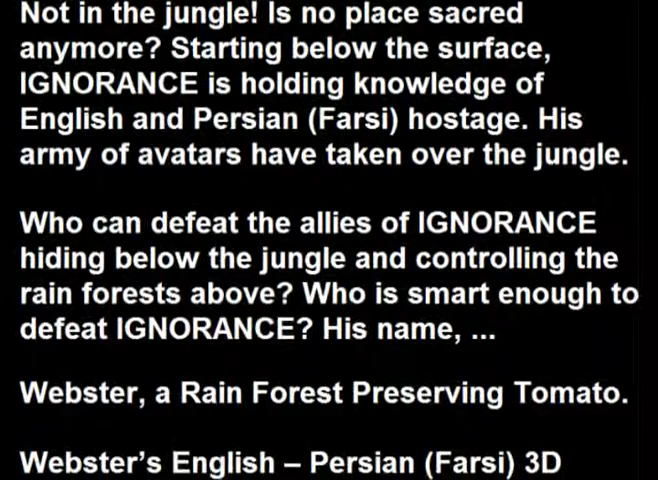 Not in the jungle! Is no place sacred
anymore? Starting below the surface,
IGNORANCE is holding knowledge of
English and Persian (Farsi) hostage. His
army of avatars have taken over the jungle.
Who can defeat the allies of IGNORANCE
hiding below the jungle and controlling the
rain forests above? Who is smart enough to
defeat IGNORANCE? His name, ...
Webster, a Rain Forest Preserving Tomato.
Webster's English – Persian (Farsi) 3D